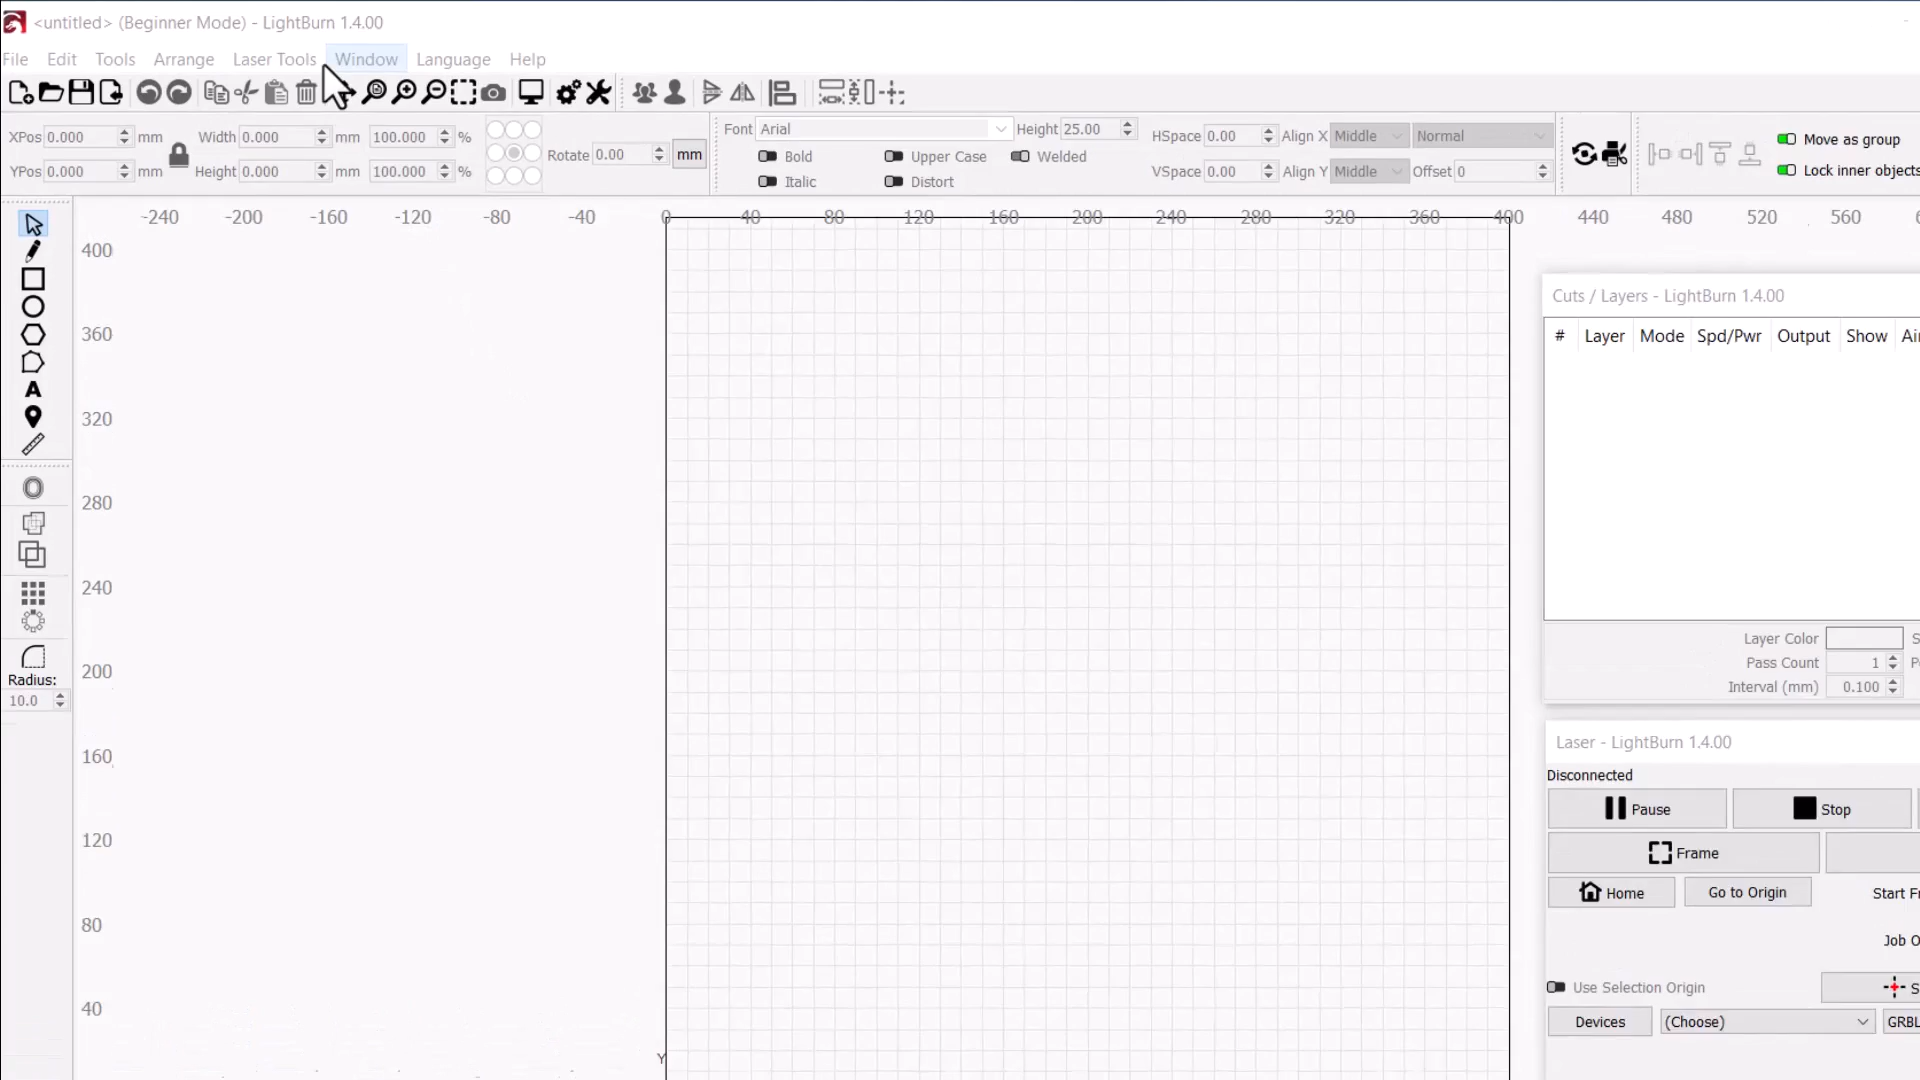 <untitled> (Beginner Mode) - LightBurn 1.4.00
File Edit Tools Arrange Laser Tools Window Language Help
XPos 0.000 mm Width 0.000 mm 100.000 %
YPos 0.000 mm Height 0.000 mm 100.000 %
Rotate 0.00 mm
Font Arial Height 25.00
Bold Upper Case Welded
Italic Distort
HSpace 0.00 Align X Middle Normal
VSpace 0.00 Align Y Middle Offset 0
Move as group
Lock inner objects
-240 -200 -160 -120 -80 -40 0 40 80 120 160 200 240 280 320 360 400 440 480 520 560
400
360
320
280
240
200
160
120
80
40
Y
A
Radius:
10.0
Cuts / Layers - LightBurn 1.4.00
# Layer Mode Spd/Pwr Output Show Ai
Layer Color S
Pass Count 1 P
Interval (mm) 0.100
Laser - LightBurn 1.4.00
Disconnected
Pause Stop
Frame
Home Go to Origin Start Fr
Job O
Use Selection Origin S
Devices (Choose) GRBL